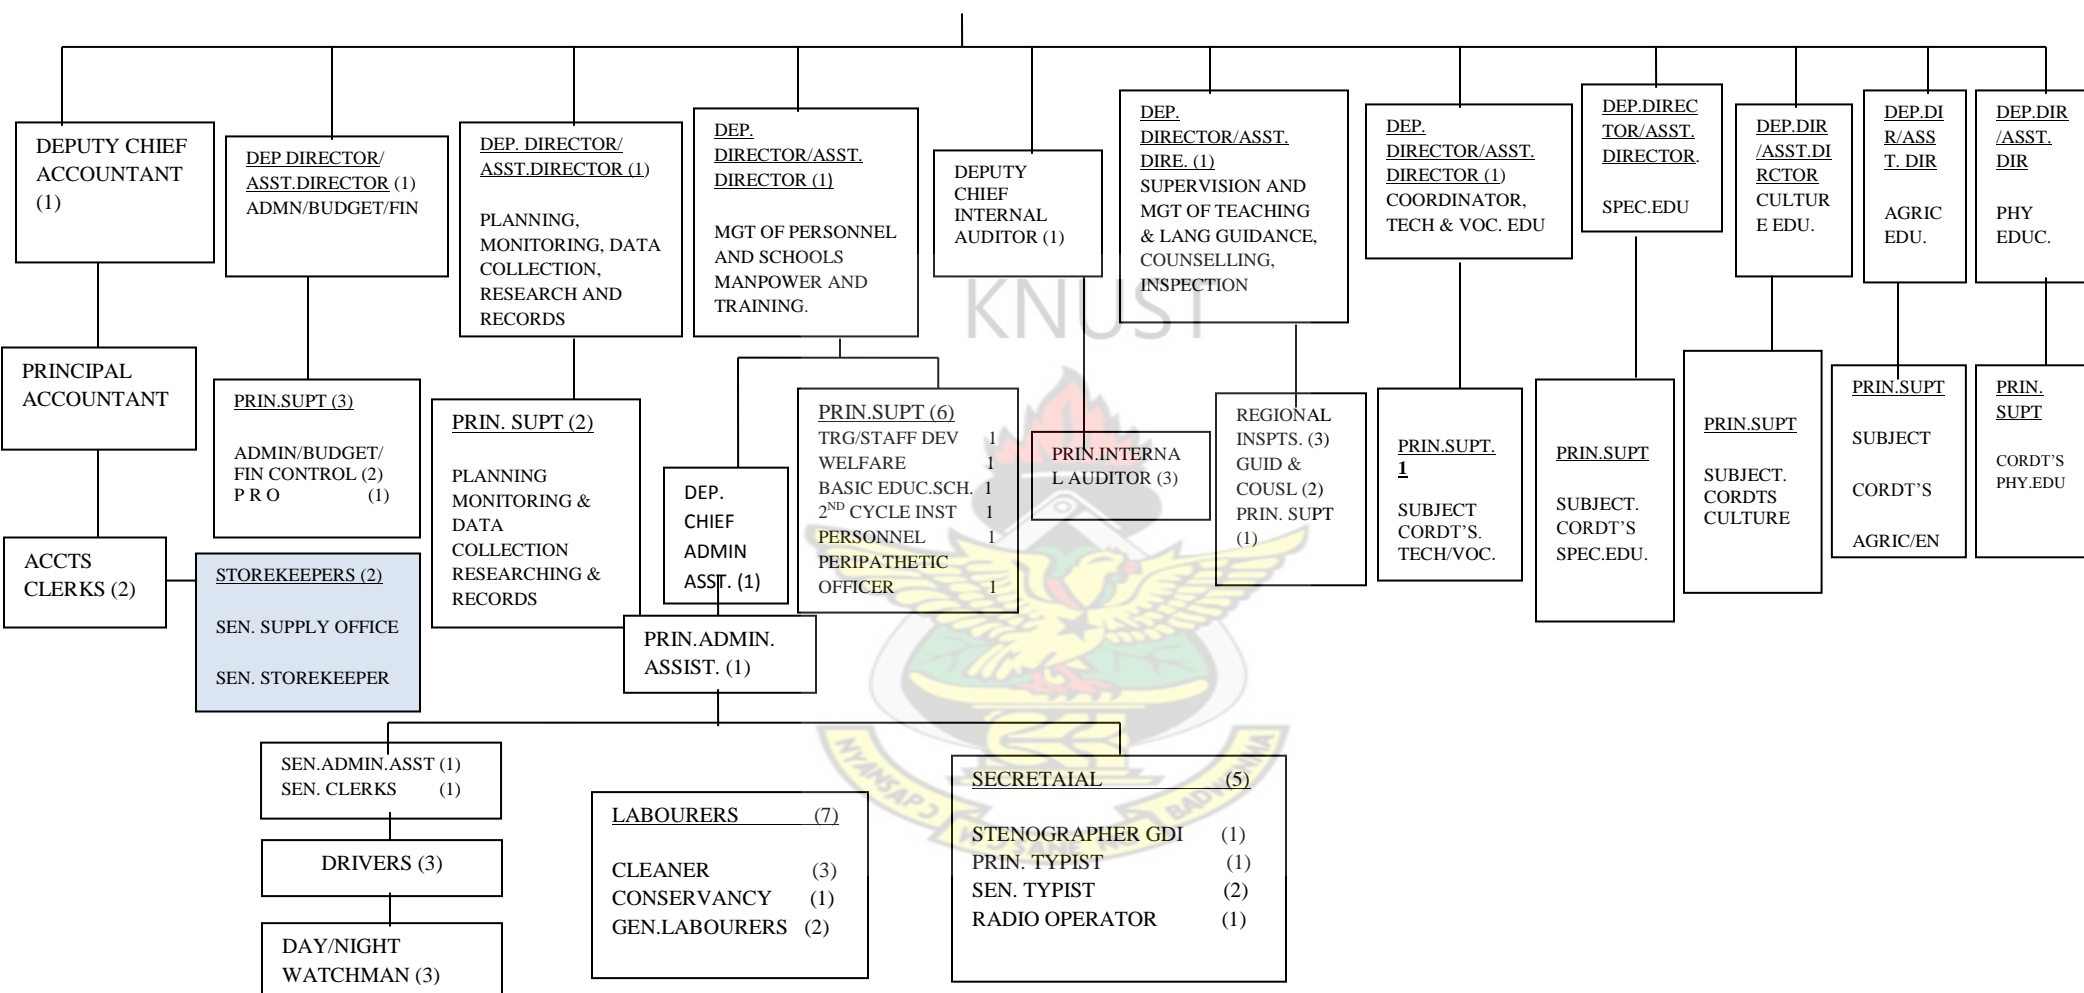 DEPUTY CHIEF
ACCOUNTANT
(1)
DEP DIRECTOR/
ASST.DIRECTOR (1)
ADMN/BUDGET/FIN
DEP. DIRECTOR/
ASST.DIRECTOR (1)
PLANNING,
MONITORING, DATA
COLLECTION,
RESEARCH AND
RECORDS
DEP.
DIRECTOR/ASST.
DIRECTOR (1)
MGT OF PERSONNEL
AND SCHOOLS
MANPOWER AND
TRAINING.
DEPUTY
CHIEF
INTERNAL
AUDITOR (1)
DEP.
DIRECTOR/ASST.
DIRE. (1)
SUPERVISION AND
MGT OF TEACHING
& LANG GUIDANCE,
COUNSELLING,
INSPECTION
DEP.
DIRECTOR/ASST.
DIRECTOR (1)
COORDINATOR,
TECH & VOC. EDU
DEP.DIREC
TOR/ASST.
DIRECTOR.
SPEC.EDU
DEP.DIR
/ASST.DI
RCTOR
CULTUR
E EDU.
DEP.DI
R/ASS
T. DIR
AGRIC
EDU.
DEP.DIR
/ASST.
DIR
PHY
EDUC.
KNUST
PRINCIPAL
ACCOUNTANT
PRIN.SUPT (3)
ADMIN/BUDGET/
FIN CONTROL (2)
P R O (1)
PRIN. SUPT (2)
PLANNING
MONITORING &
DATA
COLLECTION
RESEARCHING &
RECORDS
DEP.
CHIEF
ADMIN
ASST. (1)
PRIN.SUPT (6)
TRG/STAFF DEV 1
WELFARE 1
BASIC EDUC.SCH. 1
2ND CYCLE INST 1
PERSONNEL 1
PERIPATHETIC
OFFICER 1
PRIN.INTERNA
L AUDITOR (3)
REGIONAL
INSPTS. (3)
GUID &
COUSL (2)
PRIN. SUPT
(1)
PRIN.SUPT.
1
SUBJECT
CORDT'S.
TECH/VOC.
PRIN.SUPT
SUBJECT.
CORDT'S
SPEC.EDU.
PRIN.SUPT
SUBJECT.
CORDTS
CULTURE
PRIN.SUPT
SUBJECT
CORDT'S
AGRIC/EN
PRIN.
SUPT
CORDT'S
PHY.EDU
ACCTS
CLERKS (2)
STOREKEEPERS (2)
SEN. SUPPLY OFFICE
SEN. STOREKEEPER
PRIN.ADMIN.
ASSIST. (1)
SEN.ADMIN.ASST (1)
SEN. CLERKS (1)
DRIVERS (3)
DAY/NIGHT
WATCHMAN (3)
LABOURERS (7)
CLEANER (3)
CONSERVANCY (1)
GEN.LABOURERS (2)
SECRETAIAL (5)
STENOGRAPHER GDI (1)
PRIN. TYPIST (1)
SEN. TYPIST (2)
RADIO OPERATOR (1)